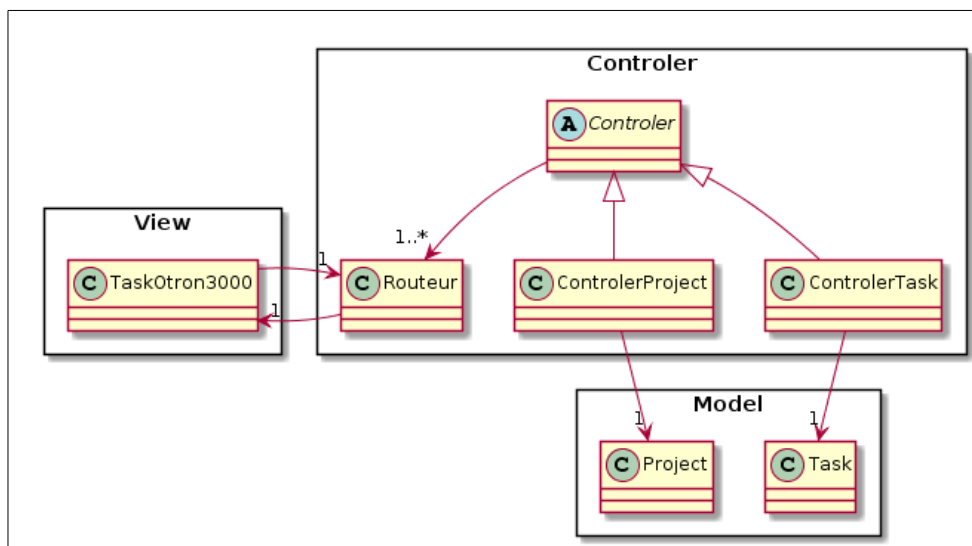 Controler
A Controler
View
1..*
1
C TaskOtron3000
C Routeur
C ControlerProject
C ControlerTask
1
Model
1
1
C Project
C Task